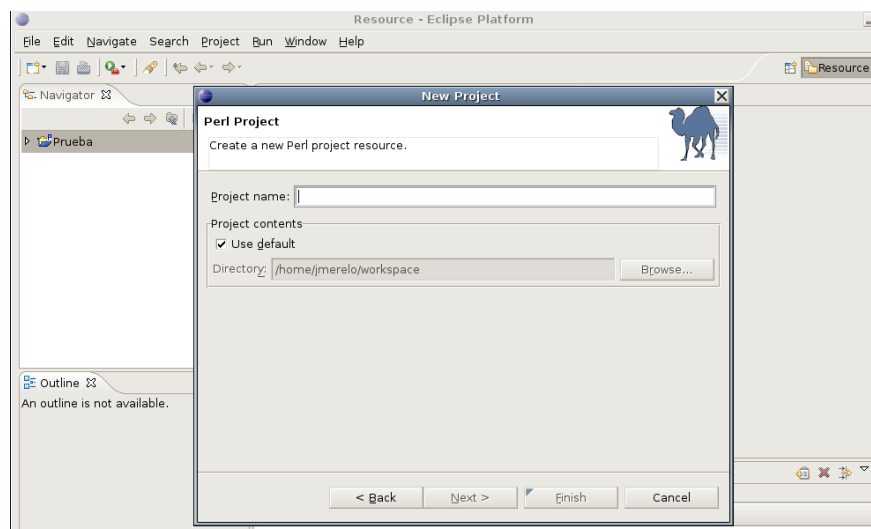 Resource - Eclipse Platform
File Edit Navigate Search Project Run Window Help
Resource
Navigator
Prueba
New Project
Perl Project
Create a new Perl project resource.
Project name:
Project contents
Use default
Directory: /home/jmerelo/workspace Browse...
Outline
An outline is not available.
< Back Next > Finish Cancel